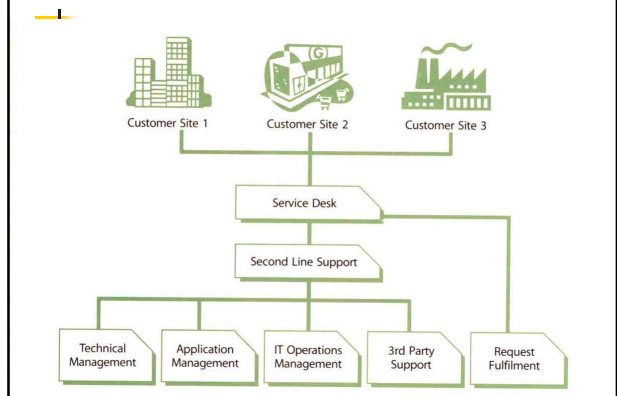 G
Customer Site 1
Customer Site 2
Customer Site 3
Service Desk
Second Line Support
Technical
Management
Application
Management
IT Operations
Management
3rd Party
Support
Request
Fulfilment